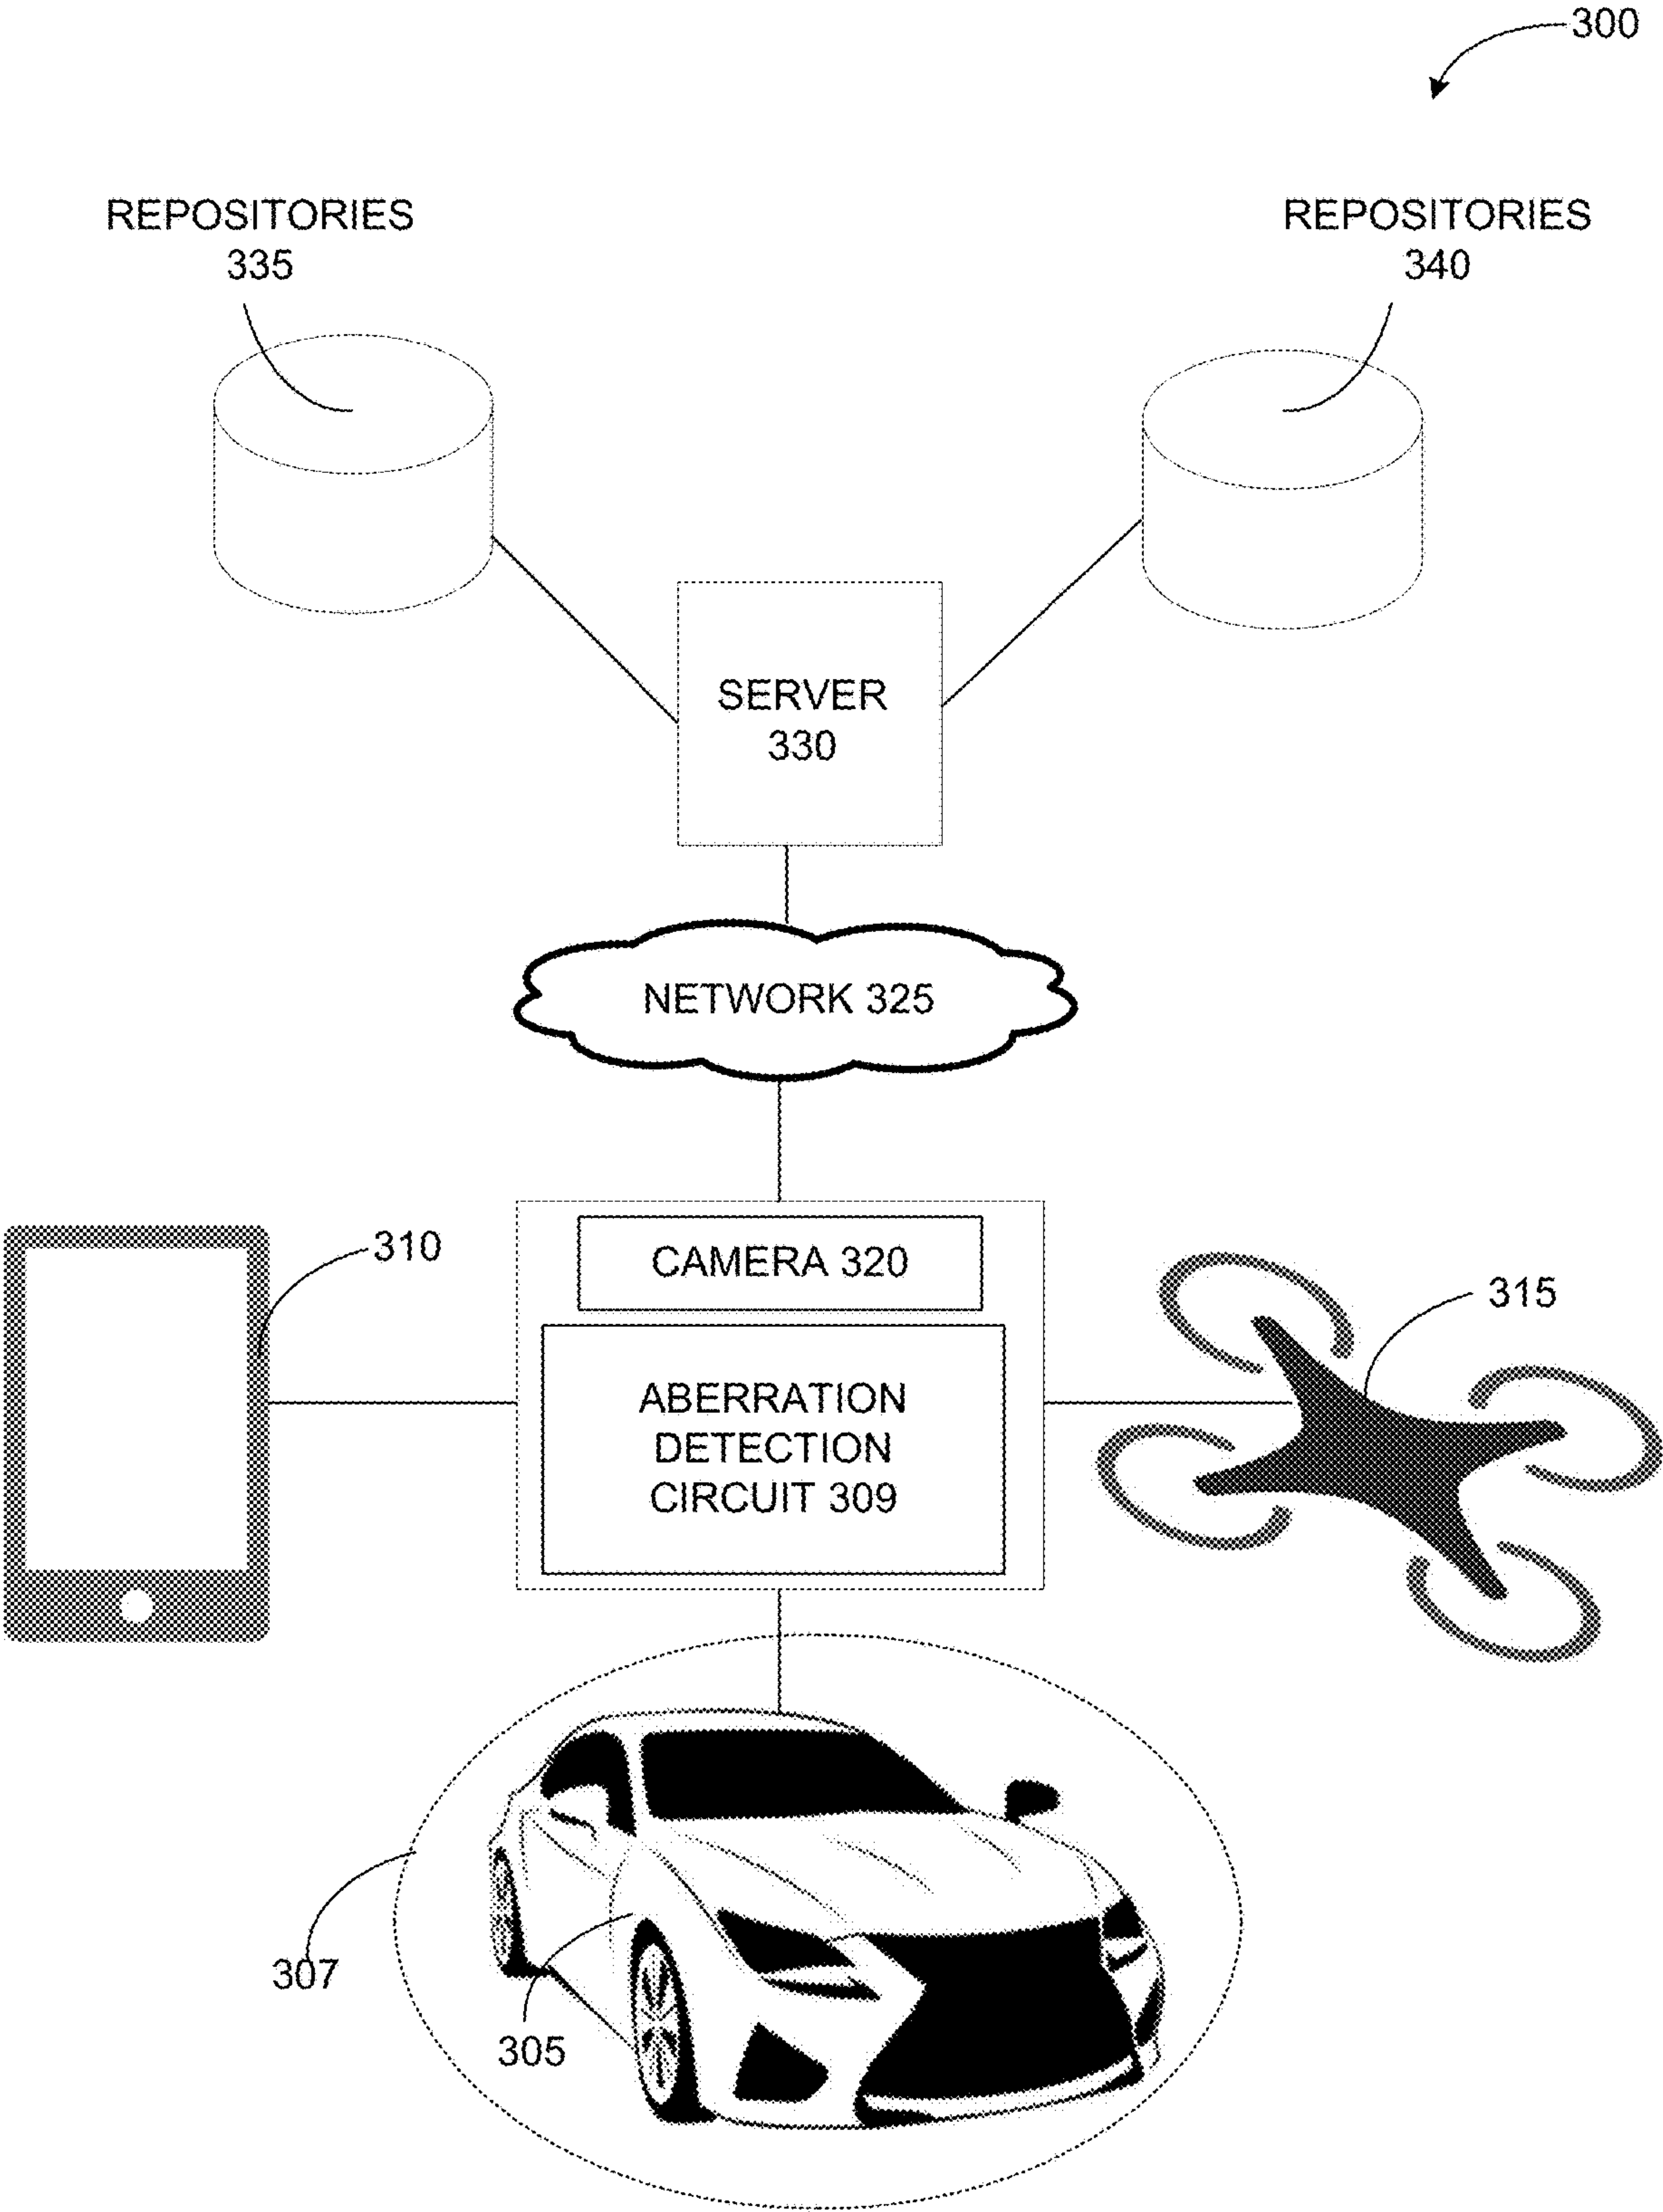 300
REPOSITORIES
335
REPOSITORIES
340
SERVER
330
NETWORK 325
310
CAMERA 320
315
ABERRATION
DETECTION
CIRCUIT 309
307
305